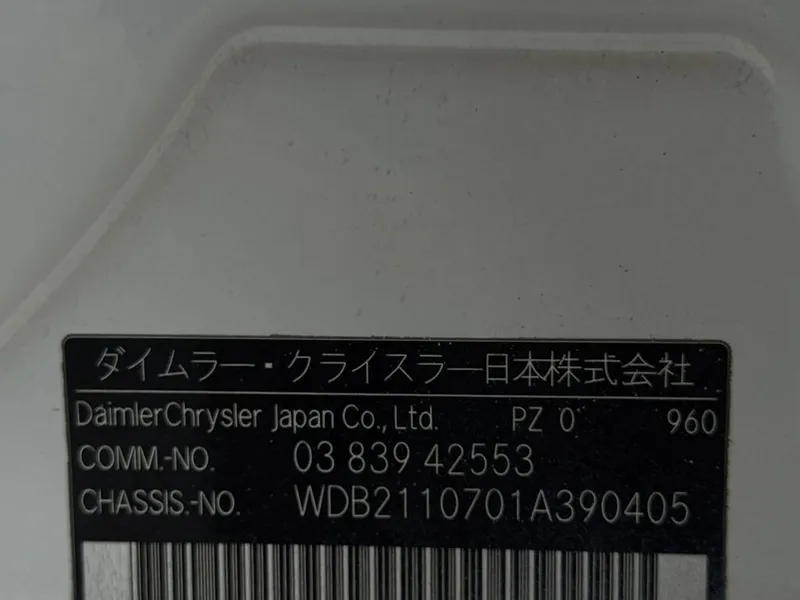 ダイムラー・クライスラー日本株式会社
DaimlerChrysler Japan Co., Ltd. PZ 0 960
COMM.-NO. 03 839 42553
CHASSIS.-NO. WDB2110701A390405